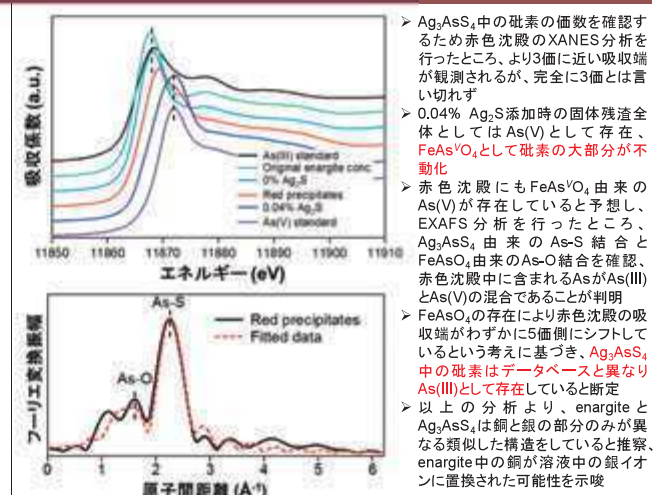 吸収係数 (a.u.)
As(III) standard
Original enargite conc.
0% Ag₂S
Red precipitates
0.04% Ag₂S
As(V) standard
11850 11860 11870 11880 11890 11900 11910
エネルギー (eV)
フーリエ変換振幅
As-S
As-O
Red precipitates
Fitted data
0 1 2 3 4 5 6
原子間距離 (Å⁻¹)
➢ Ag₃AsS₄中の砒素の価数を確認す
るため赤色沈殿のXANES分析を
行ったところ、より3価に近い吸収端
が観測されるが、完全に3価とは言
い切れず
➢ 0.04% Ag₂S添加時の固体残渣全
体としてはAs(V)として存在、
FeAsⱽO₄として砒素の大部分が不
動化
➢ 赤色沈殿にもFeAsⱽO₄由来の
As(V)が存在していると予想し、
EXAFS分析を行ったところ、
Ag₃AsS₄由来のAs-S結合と
FeAsO₄由来のAs-O結合を確認、
赤色沈殿中に含まれるAsがAs(III)
とAs(V)の混合であることが判明
➢ FeAsO₄の存在により赤色沈殿の吸
収端がわずかに5価側にシフトして
いるという考えに基づき、Ag₃AsS₄
中の砒素はデータベースと異なり
As(III)として存在していると断定
➢ 以上の分析より、enargiteと
Ag₃AsS₄は銅と銀の部分のみが異
なる類似した構造をしていると推察、
enargite中の銅が溶液中の銀イオ
ンに置換された可能性を示唆